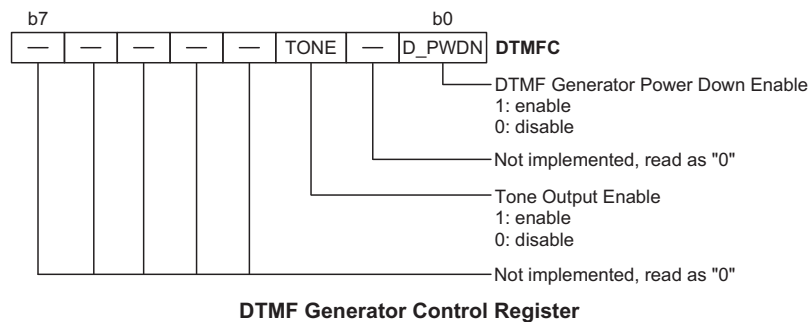 b7 b0
— — — — — TONE — D_PWDN DTMFC
DTMF Generator Power Down Enable
1: enable
0: disable
Not implemented, read as "0"
Tone Output Enable
1: enable
0: disable
Not implemented, read as "0"
DTMF Generator Control Register